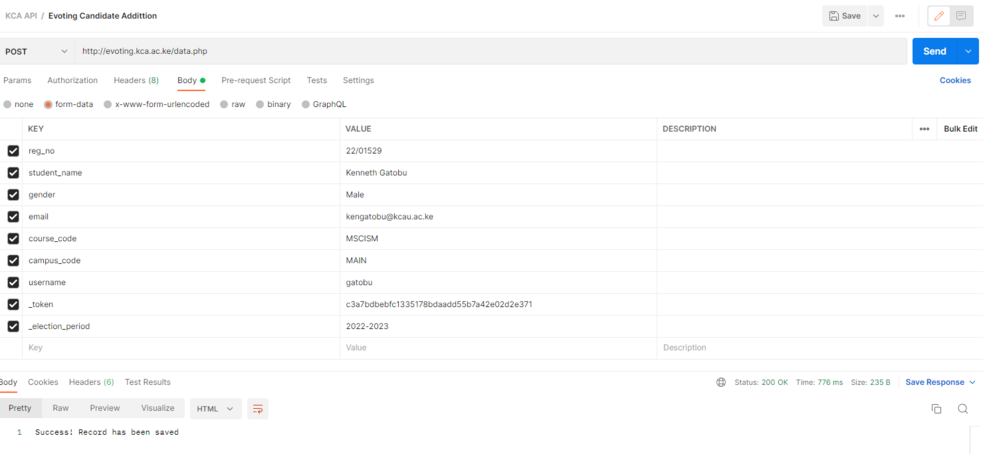 KCA API / Evoting Candidate Addittion Save
POST http://evoting.kca.ac.ke/data.php Send
Params Authorization Headers (8) Body Pre-request Script Tests Settings Cookies
none form-data x-www-form-urlencoded raw binary GraphQL
KEY VALUE DESCRIPTION Bulk Edit
reg_no 22/01529
student_name Kenneth Gatobu
gender Male
email kengatobu@kcau.ac.ke
course_code MSCISM
campus_code MAIN
username gatobu
_token c3a7bdbebfc1335178bdaadd55b7a42e02d2e371
_election_period 2022-2023
Key Value Description
Body Cookies Headers (6) Test Results Status: 200 OK Time: 776 ms Size: 235 B Save Response
Pretty Raw Preview Visualize HTML
1 Success! Record has been saved